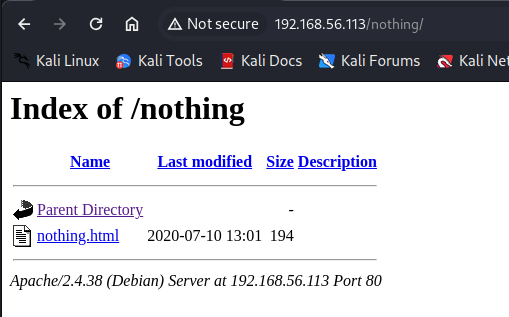 Not secure 192.168.56.113/nothing/
Kali Linux Kali Tools Kali Docs Kali Forums Kali Net
Index of /nothing
Name Last modified Size Description
Parent Directory -
nothing.html 2020-07-10 13:01 194
Apache/2.4.38 (Debian) Server at 192.168.56.113 Port 80